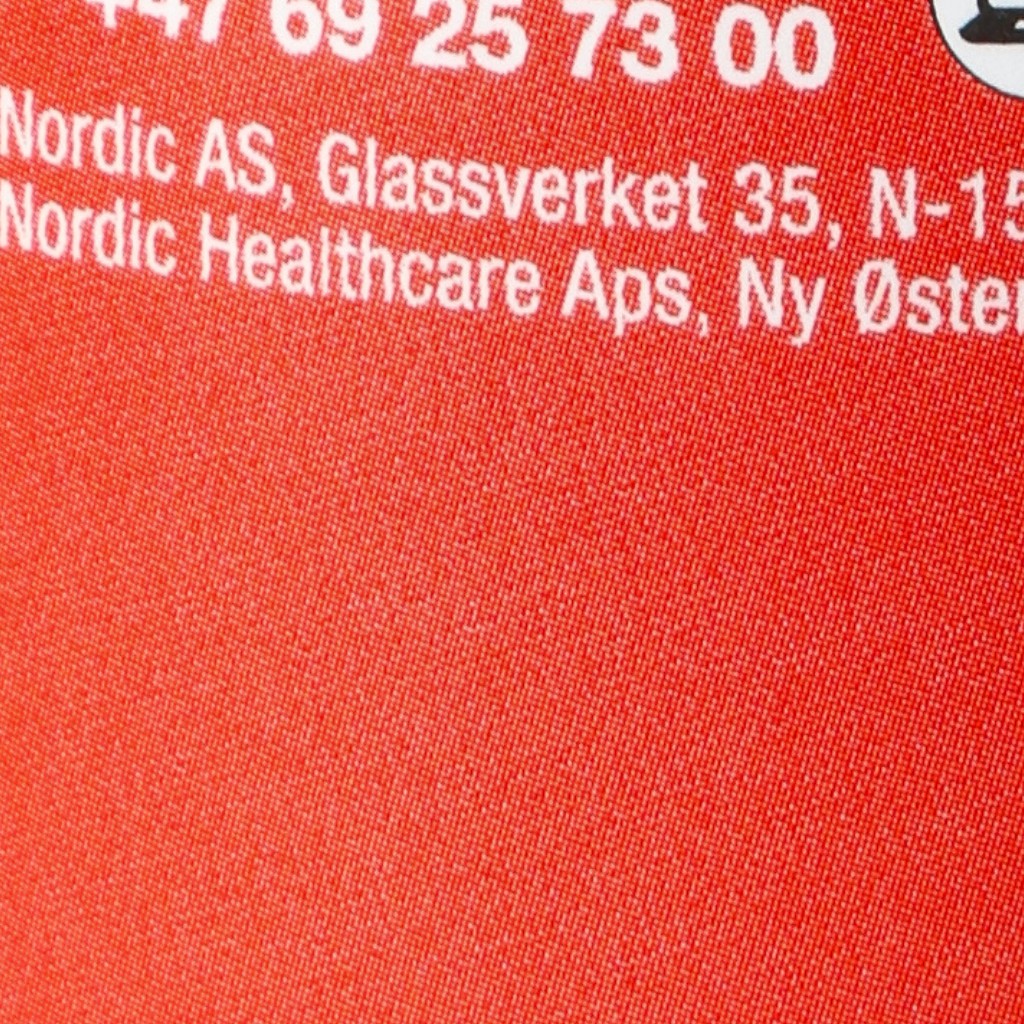 +47 69 25 73 00
Nordic AS, Glassverket 35, N-15
Nordic Healthcare Aps, Ny Øster